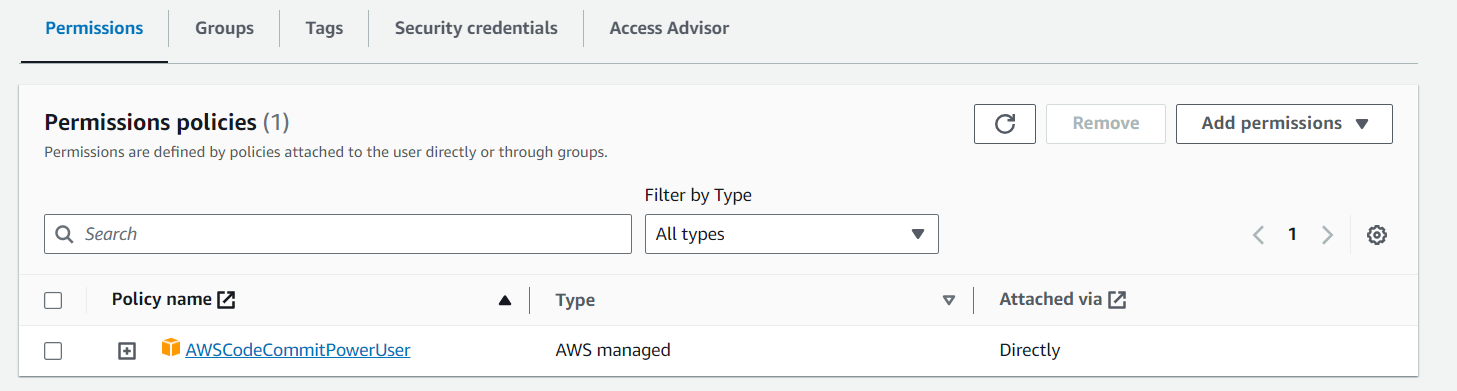 Permissions Groups Tags Security credentials Access Advisor
Permissions policies (1)
Remove
Add permissions
Permissions are defined by policies attached to the user directly or through groups.
Filter by Type
Search
All types
1
Policy name Type Attached via
AWSCodeCommitPowerUser AWS managed Directly